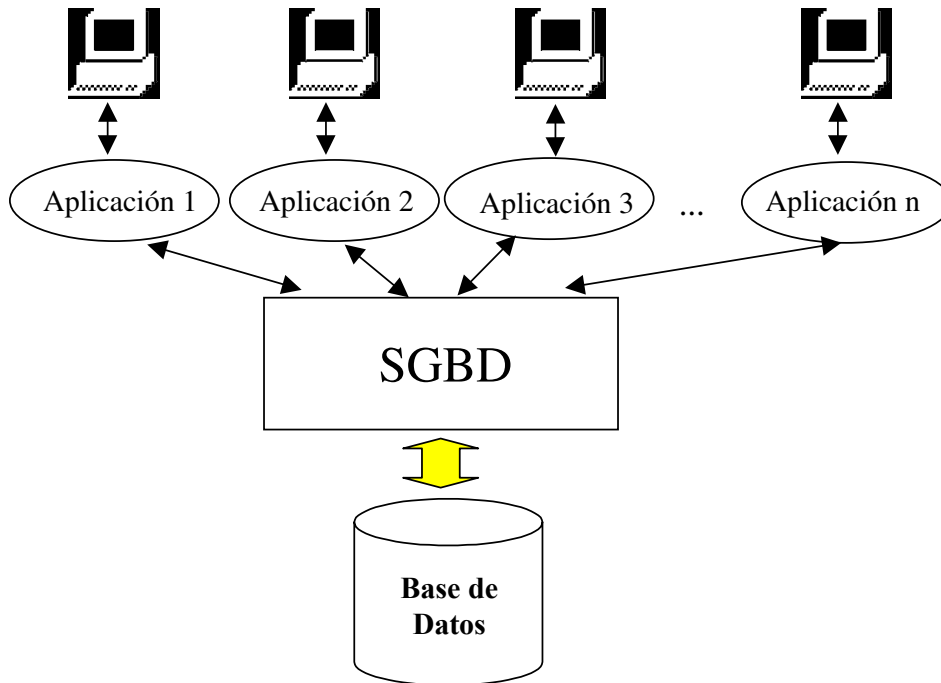 Aplicación 1
Aplicación 2
Aplicación 3
...
Aplicación n
SGBD
Base de
Datos